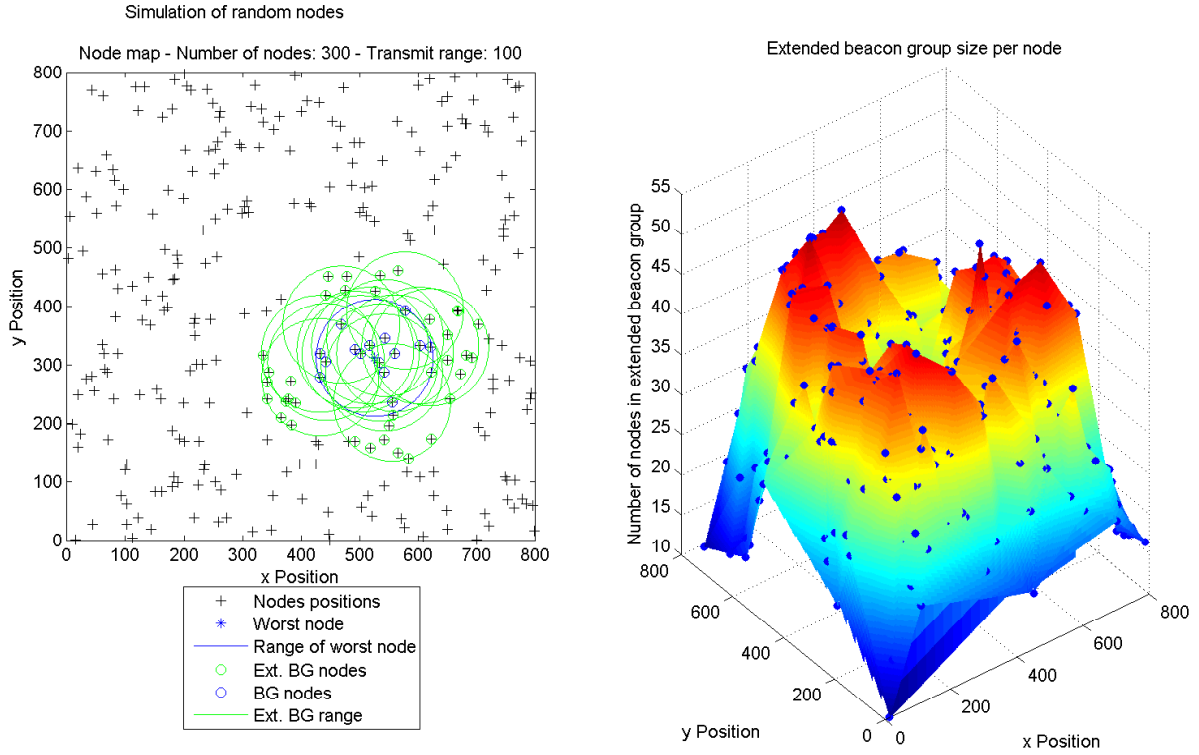 Simulation of random nodes
Node map - Number of nodes: 300 - Transmit range: 100
800
700
600
500
400
300
200
100
0
y Position
0 100 200 300 400 500 600 700 800
x Position
Nodes positions
Worst node
Range of worst node
Ext. BG nodes
BG nodes
Ext. BG range
Extended beacon group size per node
55
50
45
40
35
30
25
20
15
10
Number of nodes in extended beacon group
800
600
400
200
0
y Position
0
200
400
600
800
x Position